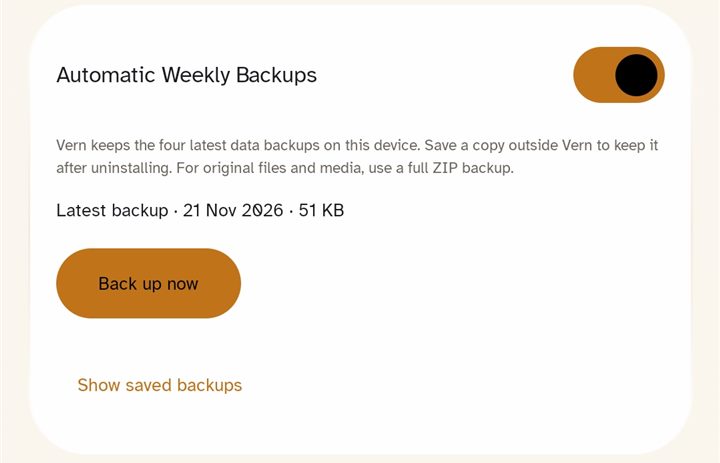 Automatic Weekly Backups
Vern keeps the four latest data backups on this device. Save a copy outside Vern to keep it
after uninstalling. For original files and media, use a full ZIP backup.
Latest backup · 21 Nov 2026 · 51 KB
Back up now
Show saved backups